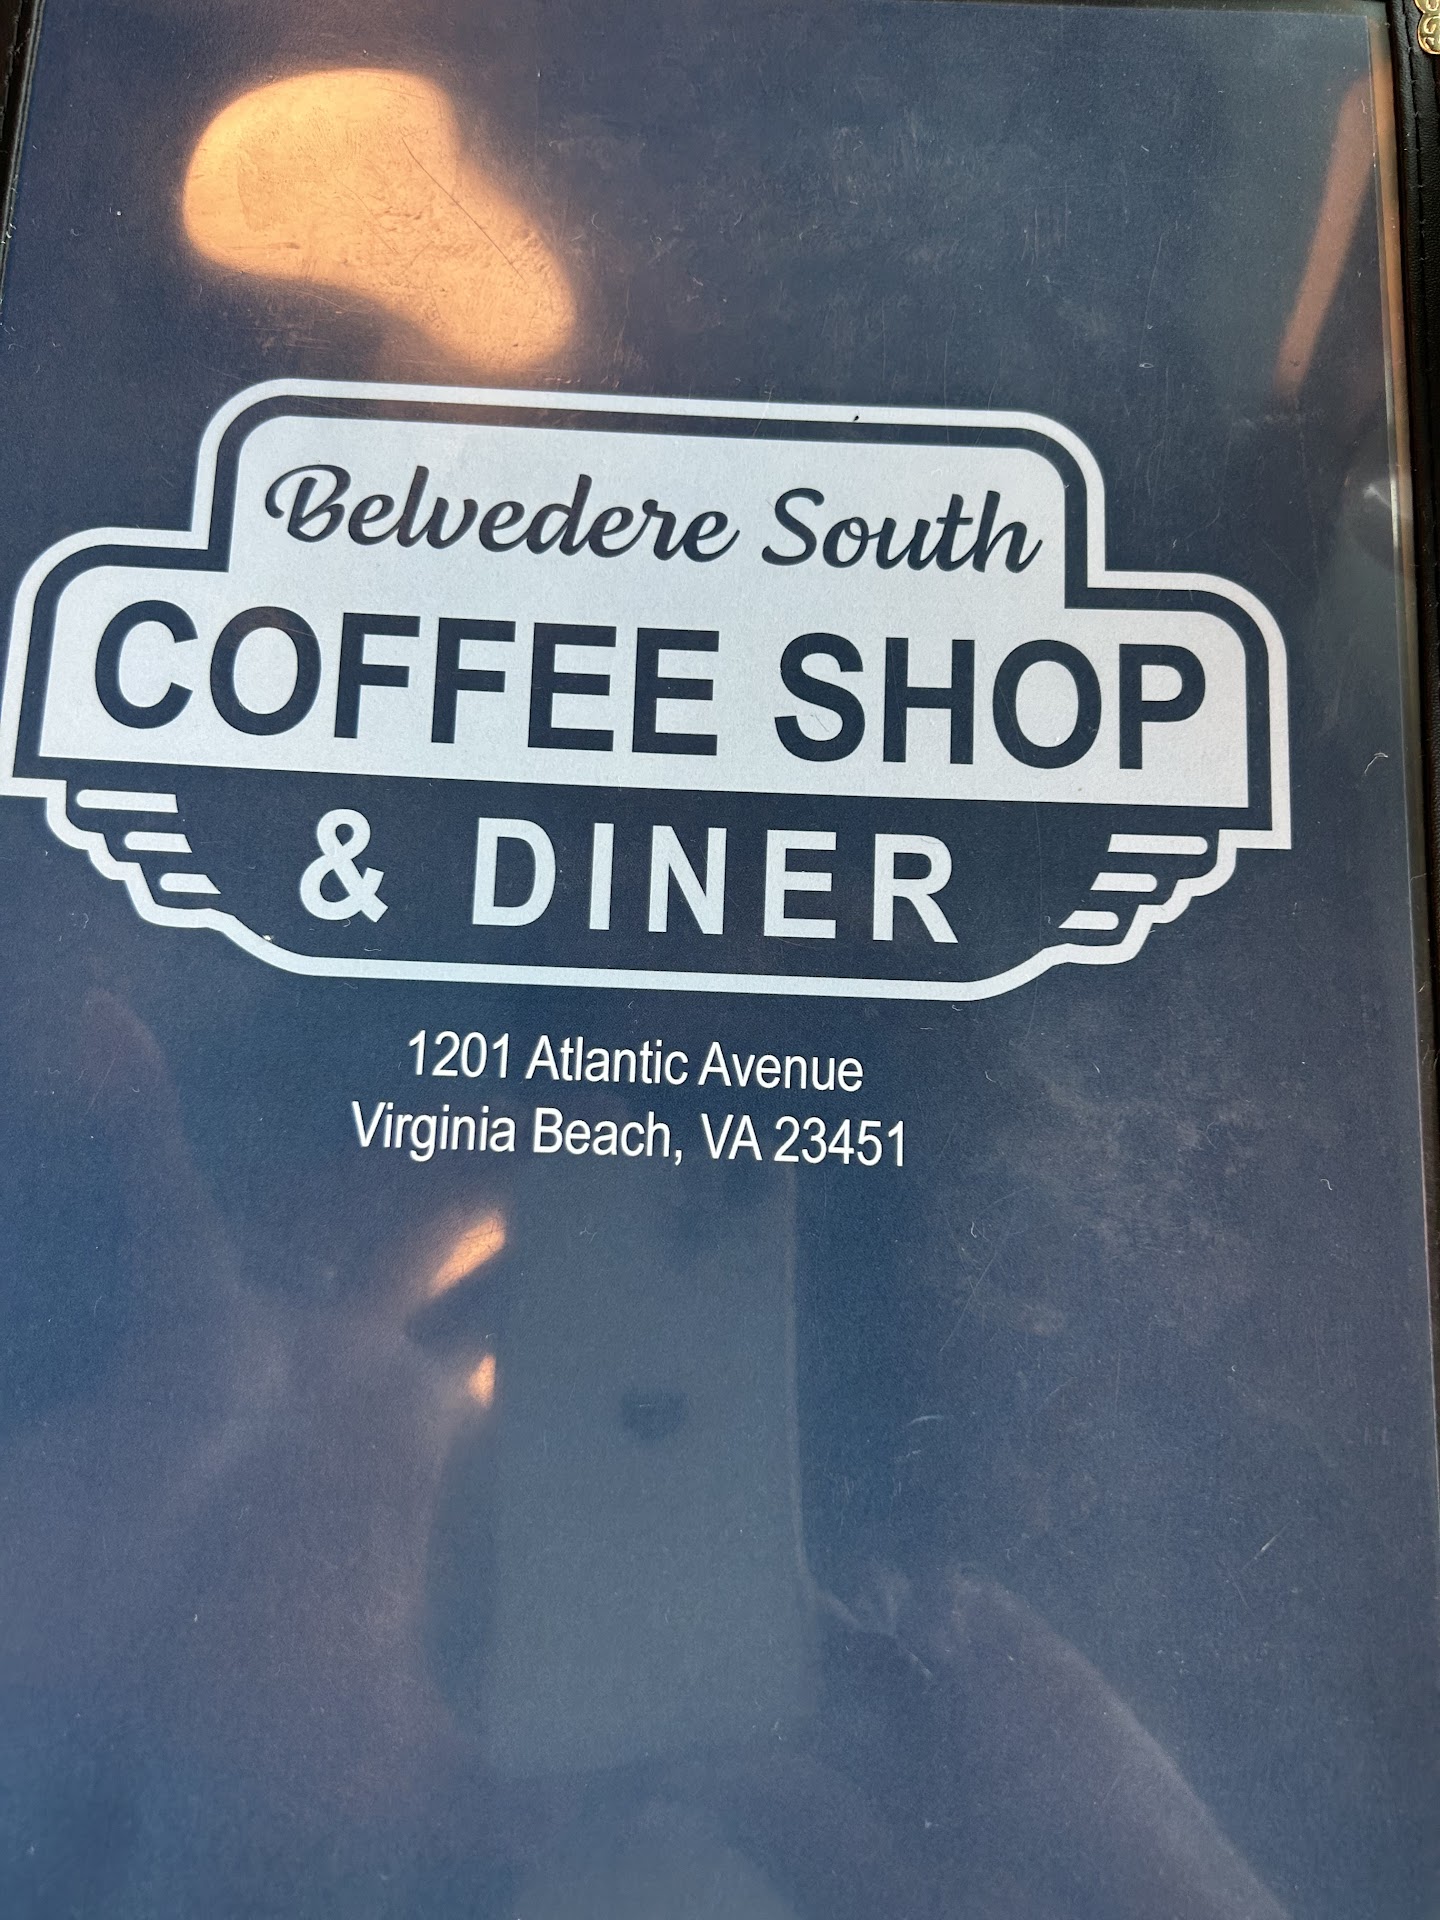 Belvedere South
COFFEE SHOP
& DINER
1201 Atlantic Avenue
Virginia Beach, VA 23451